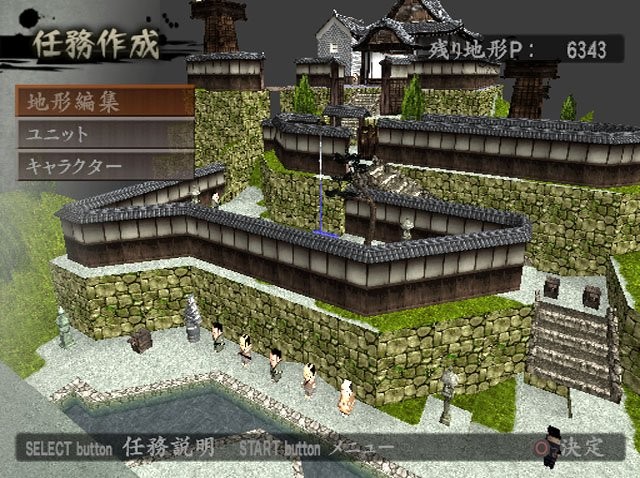 任務作成
残り地形P： 6343
地形編集
ユニット
キャラクター
SELECT button 任務説明 START button メニュー 決定